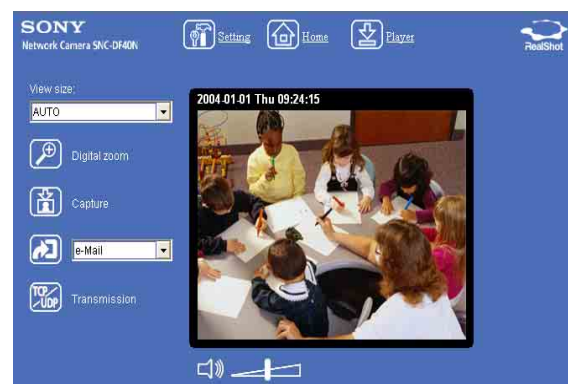 SONY
Network Camera SNC-DF40N
Setting
Home
Player
RealShot
View size:
AUTO
2004-01-01 Thu 09:24:15
Digital zoom
Capture
e-Mail
TCP/UDP
Transmission